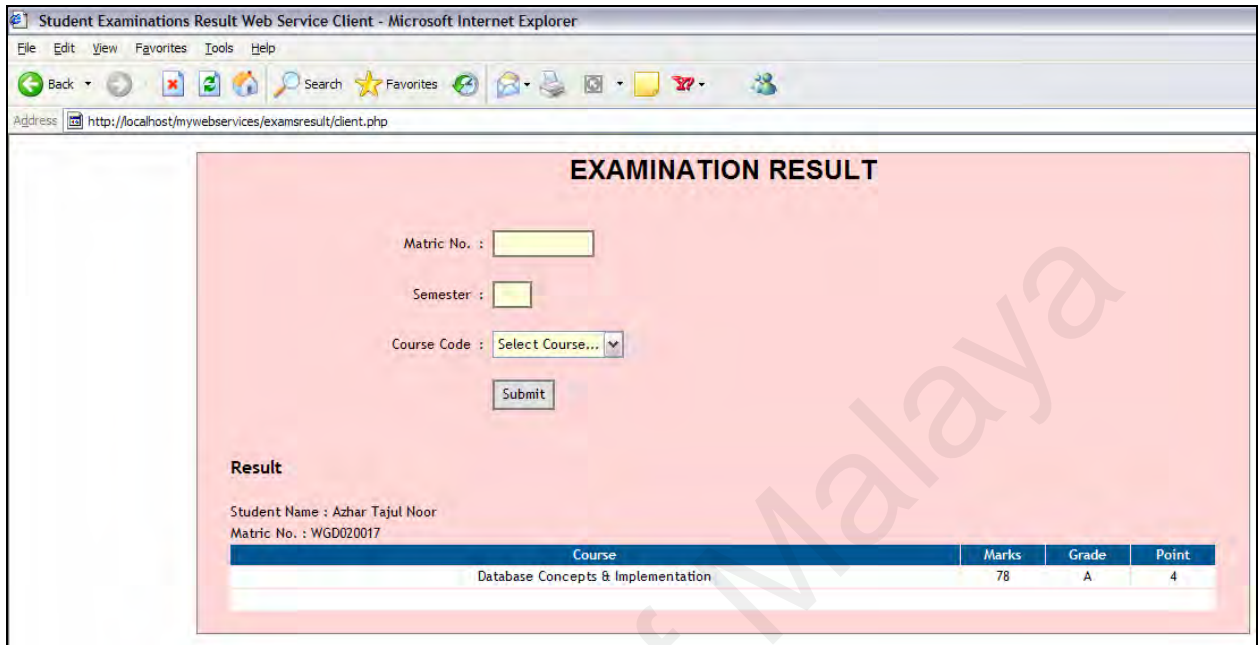 Student Examinations Result Web Service Client - Microsoft Internet Explorer
File Edit View Favorites Tools Help
Back Search Favorites
Address http://localhost/mywebservices/examsresult/client.php
EXAMINATION RESULT
Matric No. :
Semester :
Course Code : Select Course...
Submit
Result
Student Name : Azhar Tajul Noor
Matric No. : WGD020017
Course Marks Grade Point
Database Concepts & Implementation 78 A 4
Malaya